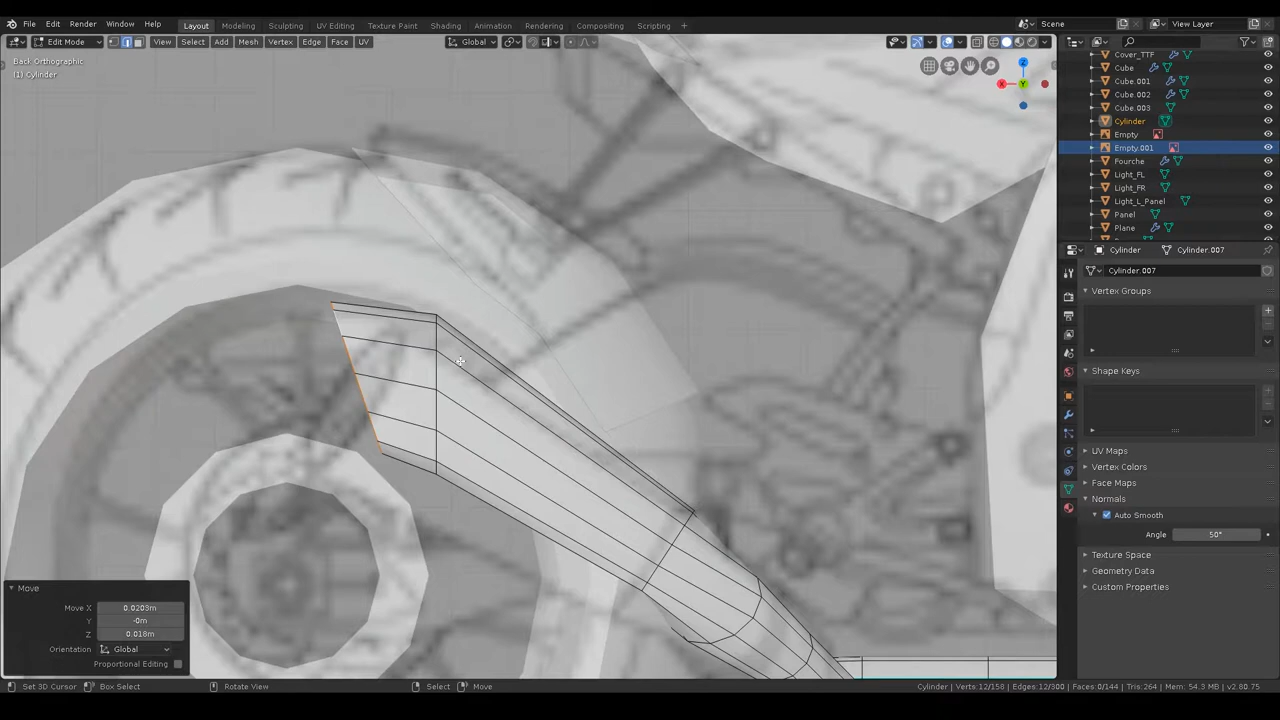 File Edit Render Window Help Layout Modeling Sculpting UV Editing Texture Paint Shading Animation Rendering Compositing Scripting + Scene View Layer
Edit Mode View Select Add Mesh Vertex Edge Face UV Global
Back Orthographic
(1) Cylinder
Z
X
Y
Cover_TTF
Cube
Cube.001
Cube.002
Cube.003
Cylinder
Empty
Empty.001
Fourche
Light_FL
Light_FR
Light_L_Panel
Panel
Plane
Cylinder Cylinder.007
Cylinder.007
Vertex Groups
Shape Keys
UV Maps
Vertex Colors
Face Maps
Normals
Auto Smooth
Angle 50°
Texture Space
Geometry Data
Custom Properties
Move
Move X 0.0203m
Y -0m
Z 0.018m
Orientation Global
Proportional Editing
Set 3D Cursor Box Select Rotate View Select Move Cylinder | Verts:12/158 | Edges:12/300 | Faces:0/144 | Tris:264 | Mem: 54.3 MB | v2.80.75